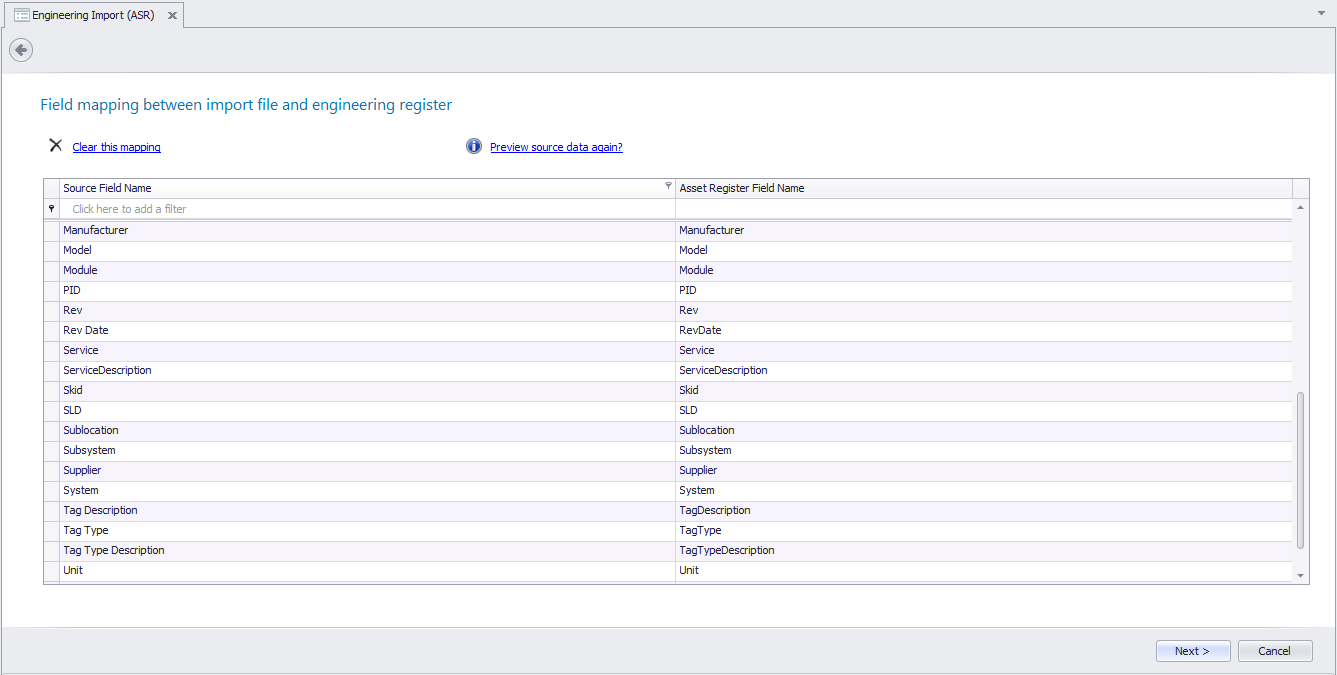 Engineering Import (ASR)
Field mapping between import file and engineering register
Clear this mapping Preview source data again?
Source Field Name Asset Register Field Name
Click here to add a filter
Manufacturer Manufacturer
Model Model
Module Module
PID PID
Rev Rev
Rev Date RevDate
Service Service
ServiceDescription ServiceDescription
Skid Skid
SLD SLD
Sublocation Sublocation
Subsystem Subsystem
Supplier Supplier
System System
Tag Description TagDescription
Tag Type TagType
Tag Type Description TagTypeDescription
Unit Unit
Next > Cancel